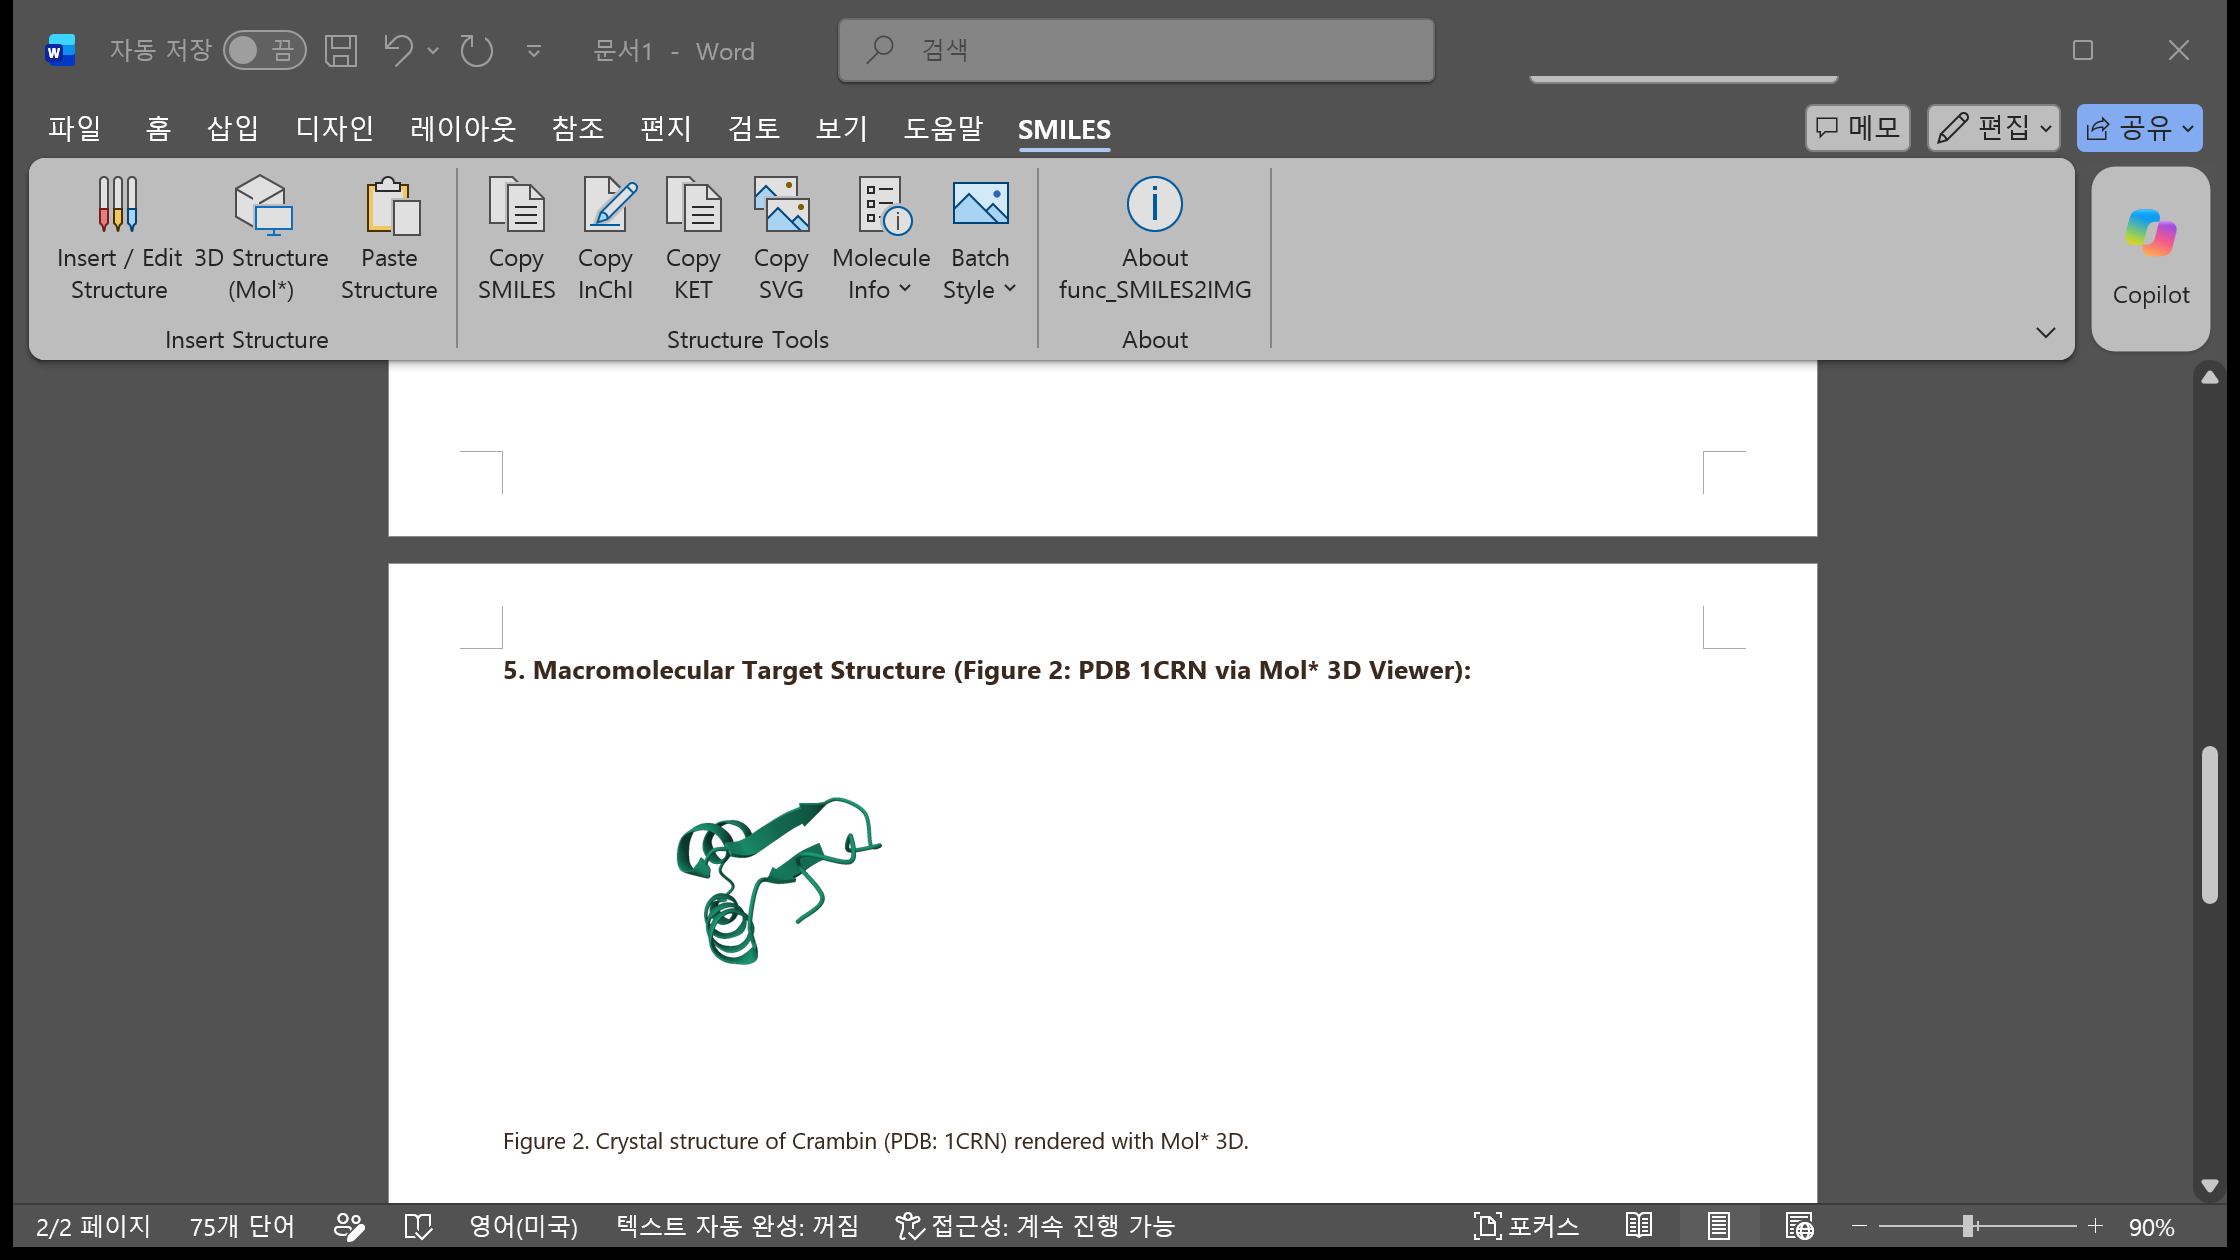 자동 저장 끔 문서1 - Word 검색
파일 홈 삽입 디자인 레이아웃 참조 편지 검토 보기 도움말 SMILES 메모 편집 공유
Insert / Edit Structure
3D Structure (Mol*)
Paste Structure
Copy SMILES
Copy InChI
Copy KET
Copy SVG
Molecule Info
Batch Style
About func_SMILES2IMG
Copilot
Insert Structure
Structure Tools
About
5. Macromolecular Target Structure (Figure 2: PDB 1CRN via Mol* 3D Viewer):
Figure 2. Crystal structure of Crambin (PDB: 1CRN) rendered with Mol* 3D.
2/2 페이지 75개 단어 영어(미국) 텍스트 자동 완성: 꺼짐 접근성: 계속 진행 가능 포커스 90%